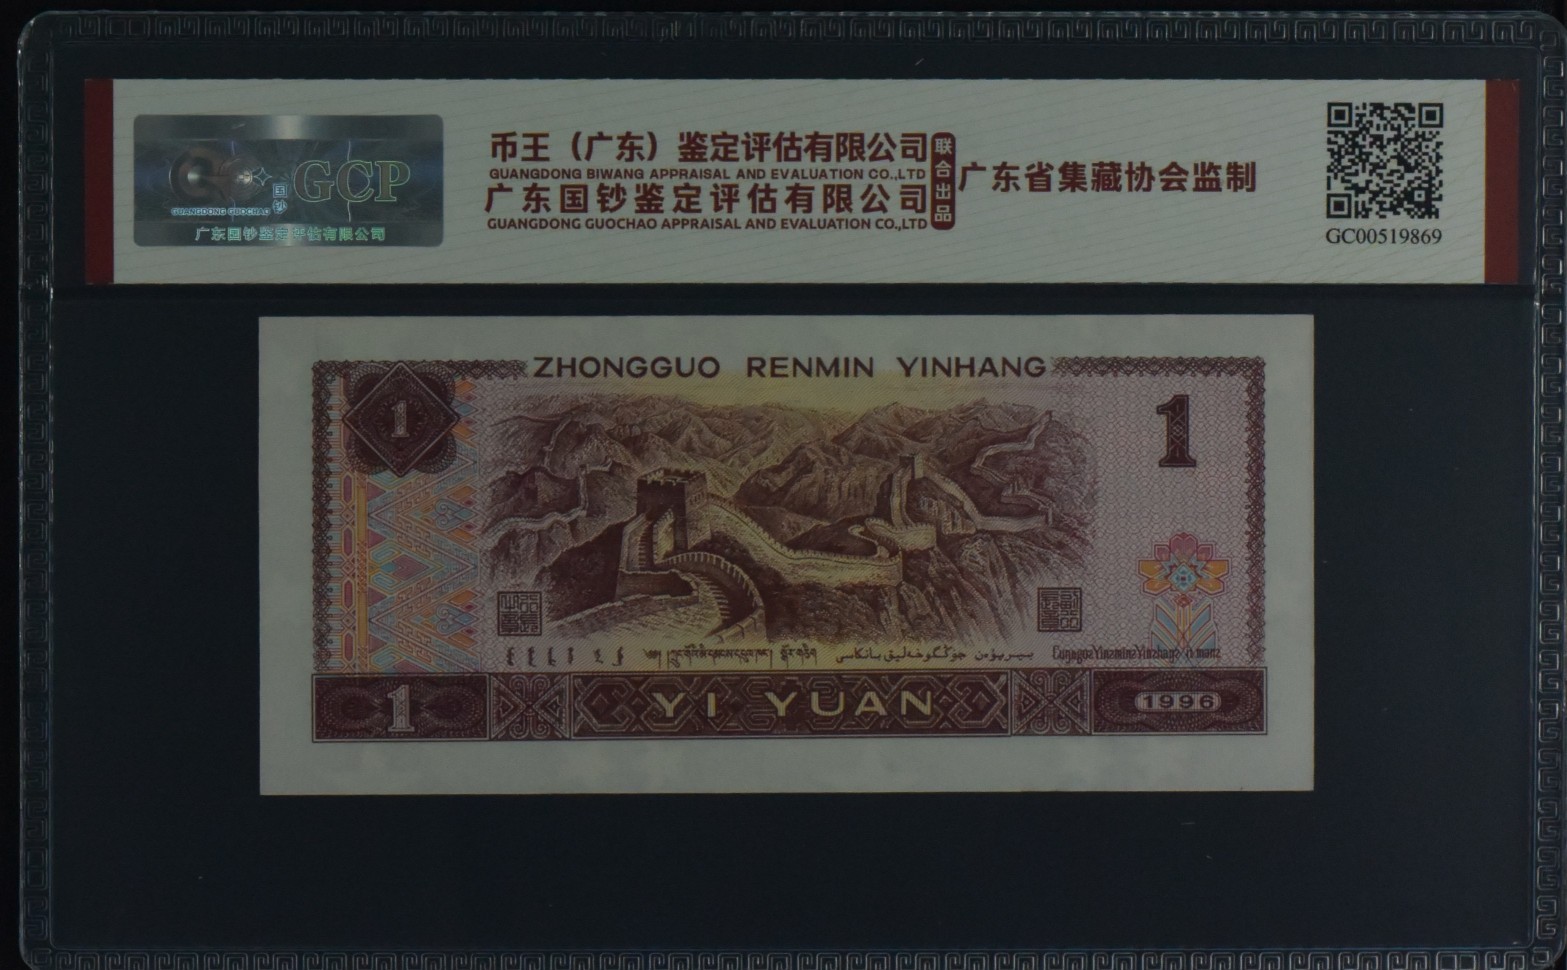 GCP
国钞
GUANGDONG GUOCHAO
广东国钞鉴定评估有限公司
币王（广东）鉴定评估有限公司
GUANGDONG BIWANG APPRAISAL AND EVALUATION CO.,LTD
广东国钞鉴定评估有限公司
GUANGDONG GUOCHAO APPRAISAL AND EVALUATION CO.,LTD
联合出品
广东省集藏协会监制
GC00519869
ZHONGGUO RENMIN YINHANG
1
1
1
YI YUAN
1996